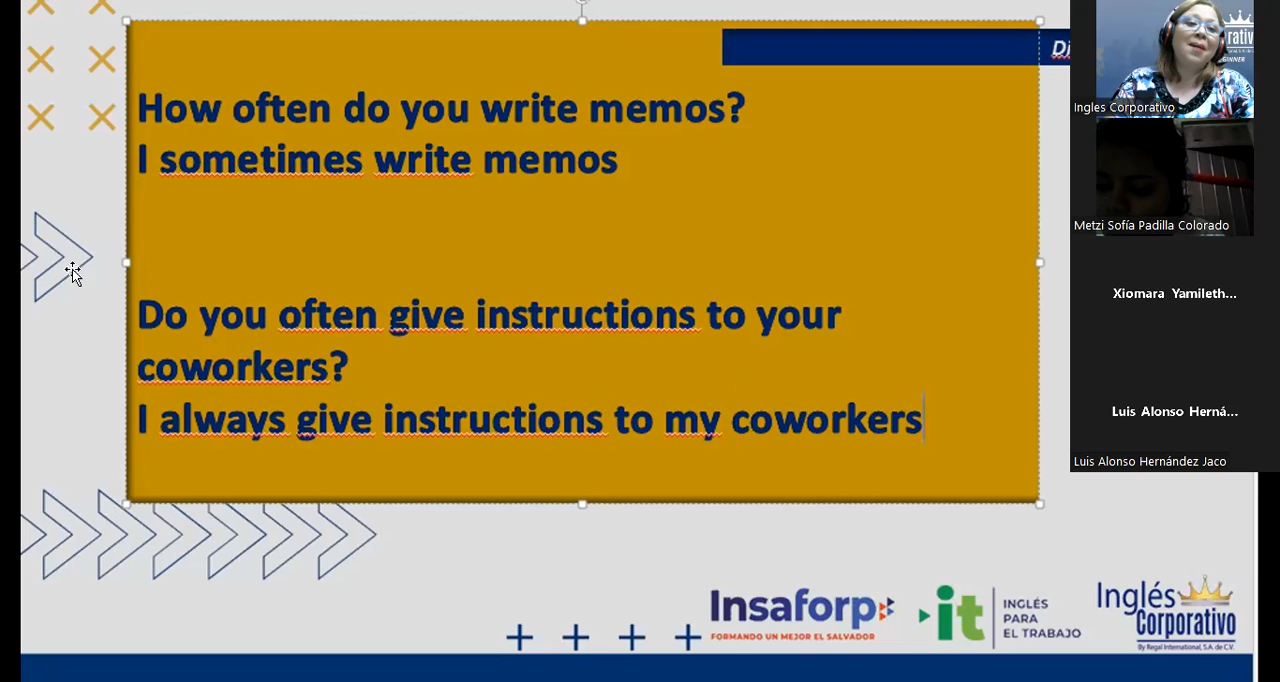 Di
How often do you write memos?
I sometimes write memos
Do you often give instructions to your
coworkers?
I always give instructions to my coworkers
Ingles Corporativo
Metzi Sofía Padilla Colorado
Xiomara Yamileth...
Luis Alonso Herná...
Luis Alonso Hernández Jaco
Insaforp
FORMANDO UN MEJOR EL SALVADOR
it
INGLÉS
PARA
EL TRABAJO
Inglés
Corporativo
By Regal International, S.A. de C.V.